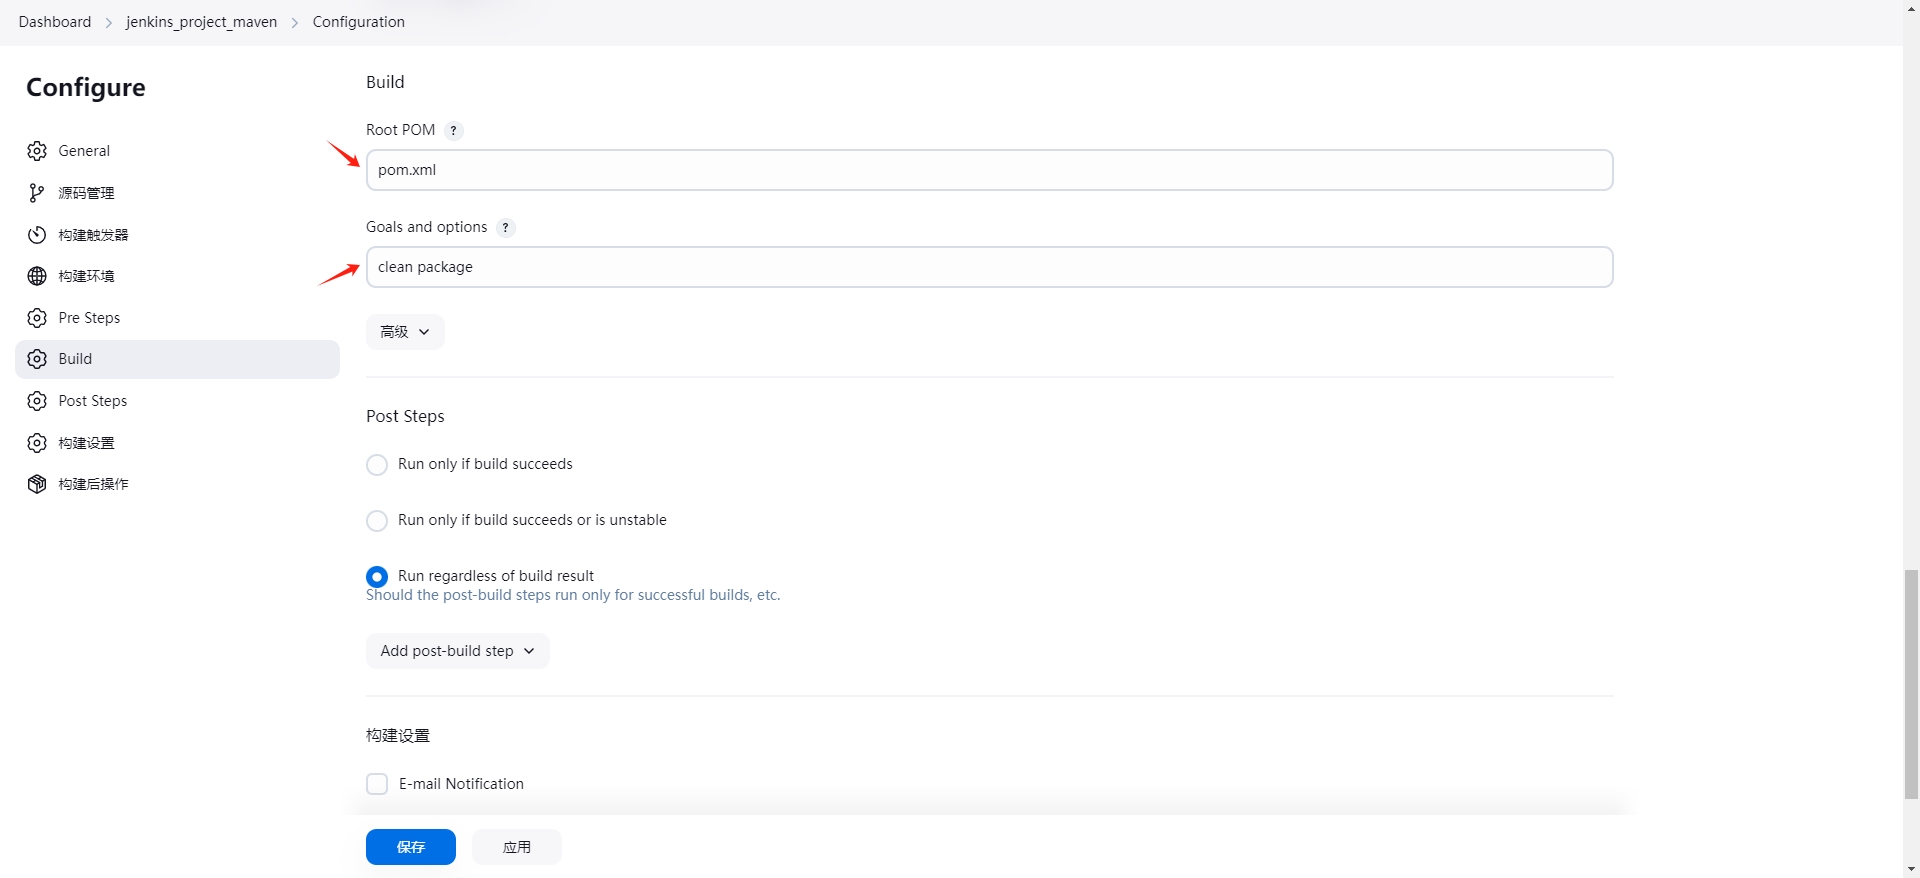 Dashboard > jenkins_project_maven > Configuration
Configure
General
源码管理
构建触发器
构建环境
Pre Steps
Build
Post Steps
构建设置
构建后操作
Build
Root POM ?
pom.xml
Goals and options ?
clean package
高级
Post Steps
Run only if build succeeds
Run only if build succeeds or is unstable
Run regardless of build result
Should the post-build steps run only for successful builds, etc.
Add post-build step
构建设置
E-mail Notification
保存 应用